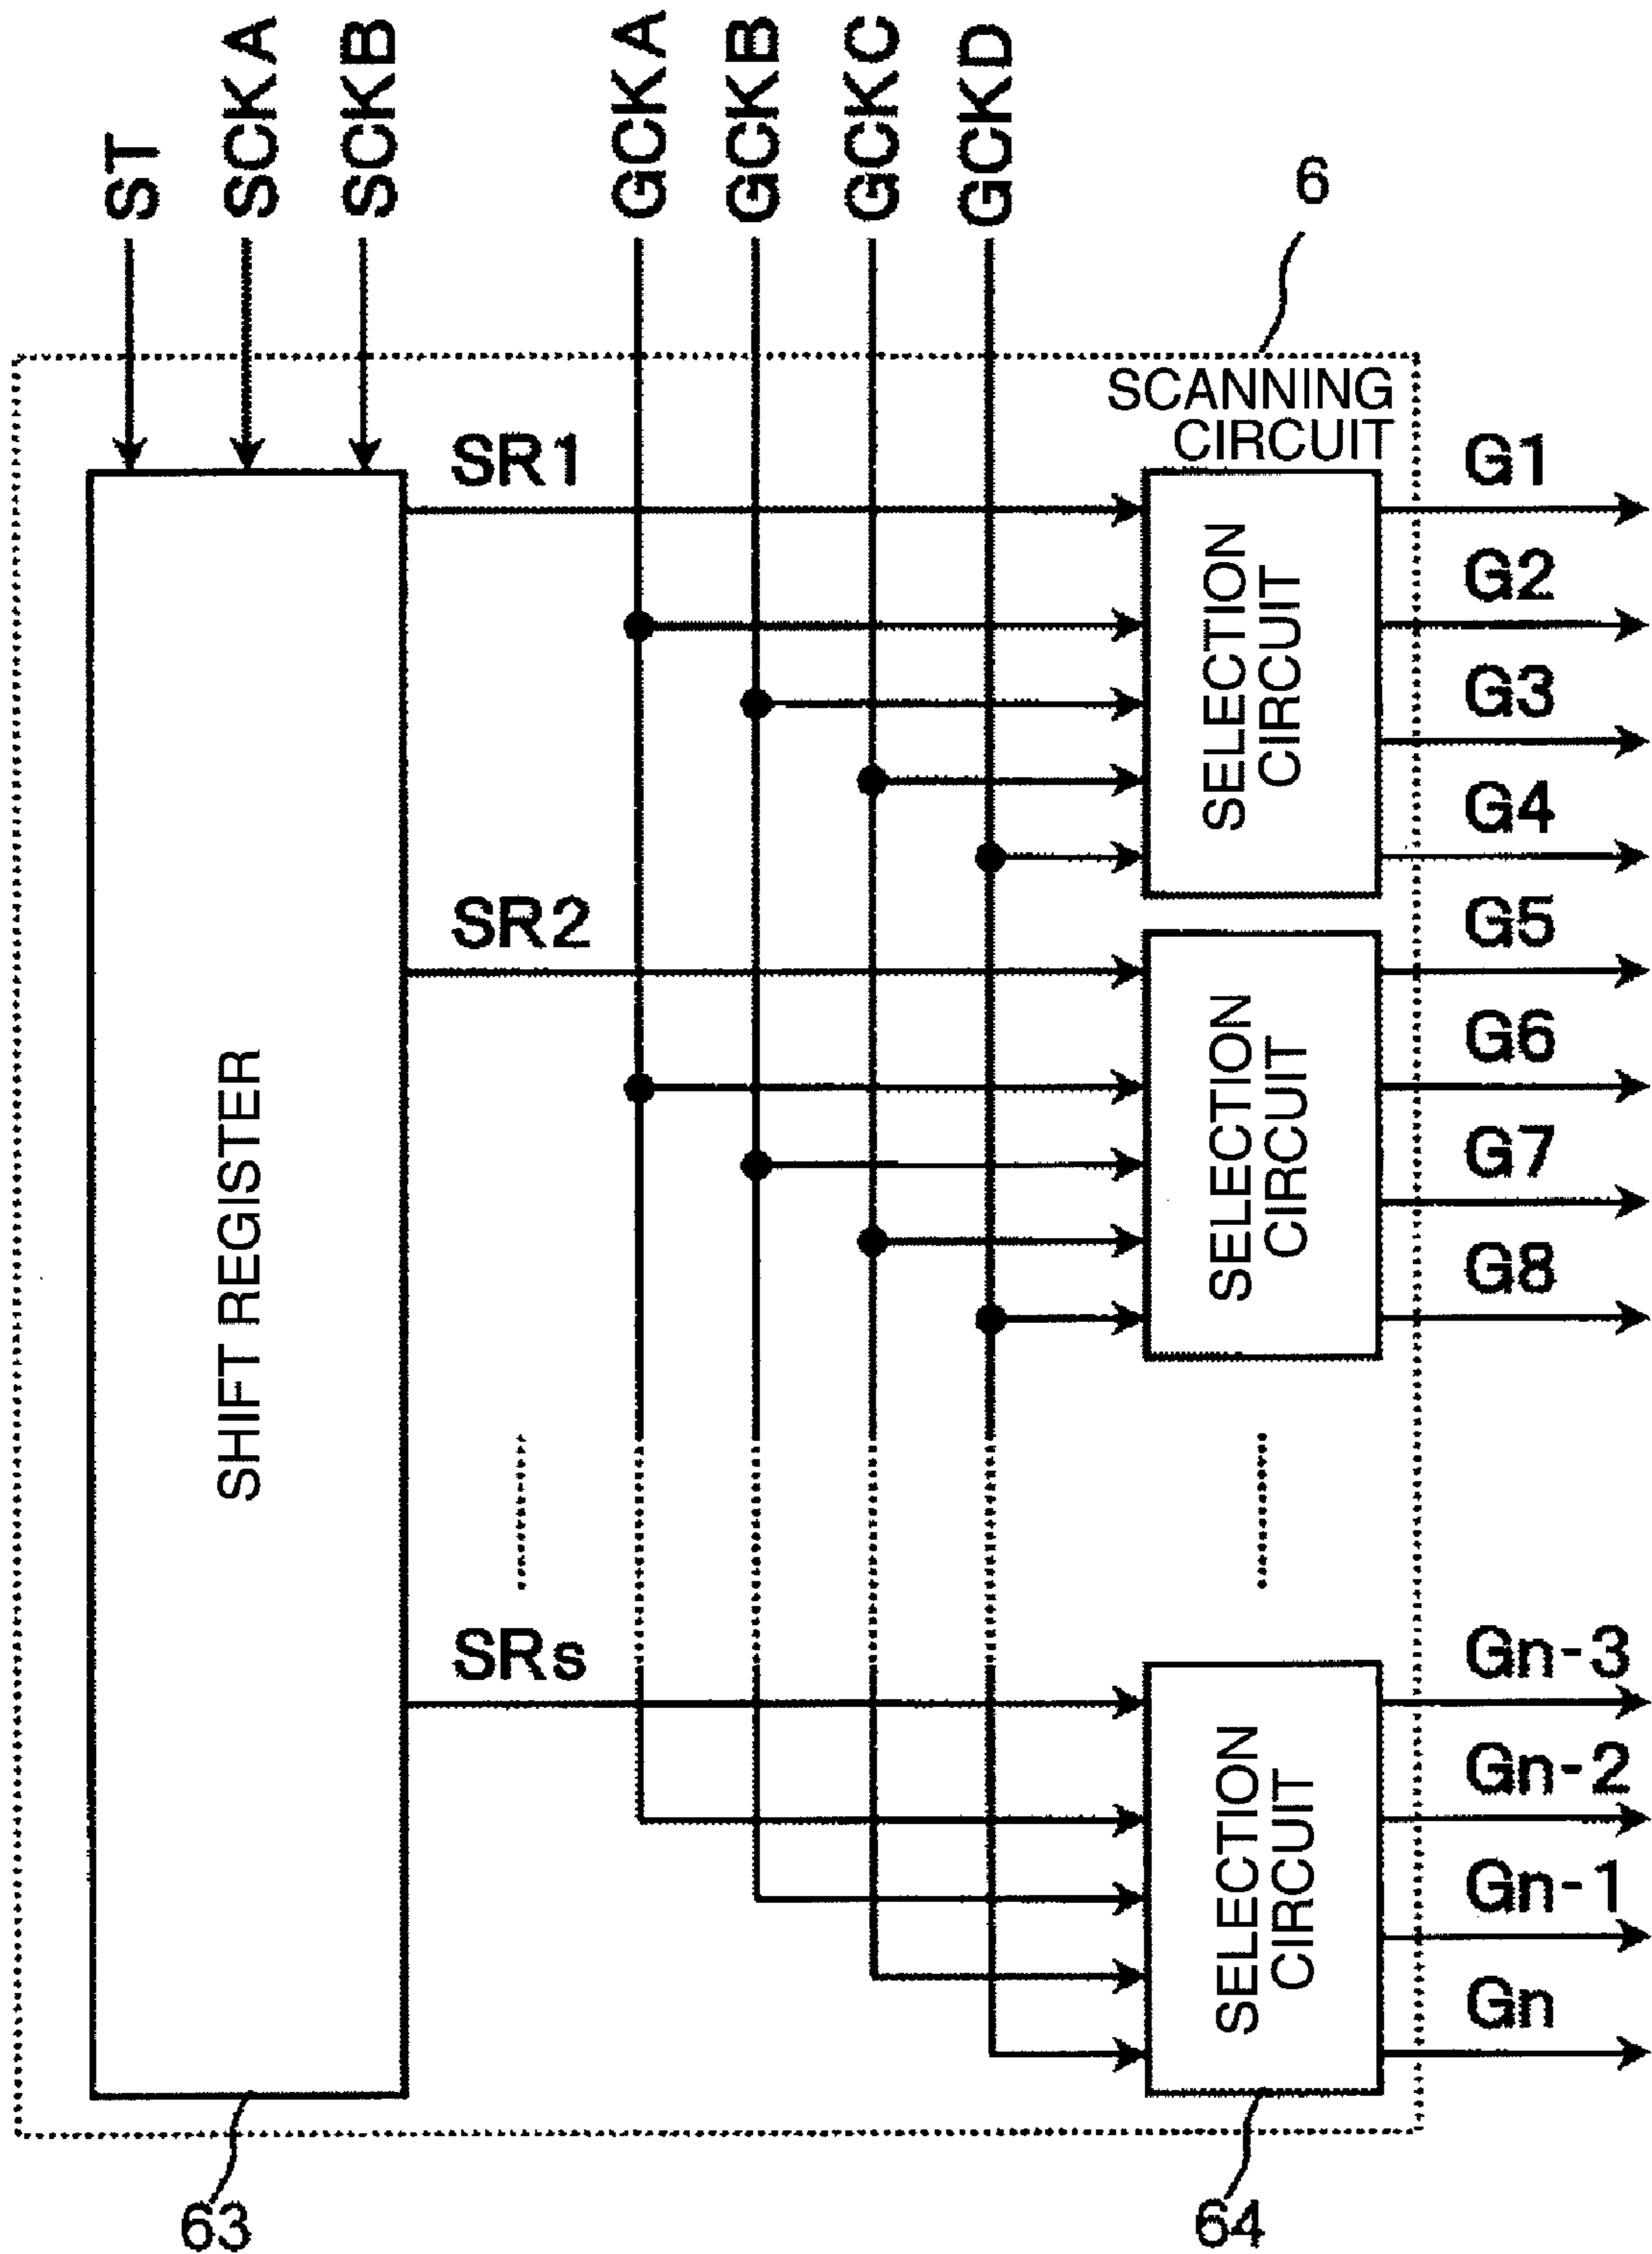 ST
SCKA
SCKB
GCKA
GCKB
GCKC
GCKD
6
SCANNING
CIRCUIT
SR1
SR2
SRs
SHIFT REGISTER
SELECTION
CIRCUIT
SELECTION
CIRCUIT
SELECTION
CIRCUIT
G1
G2
G3
G4
G5
G6
G7
G8
Gn-3
Gn-2
Gn-1
Gn
63
64